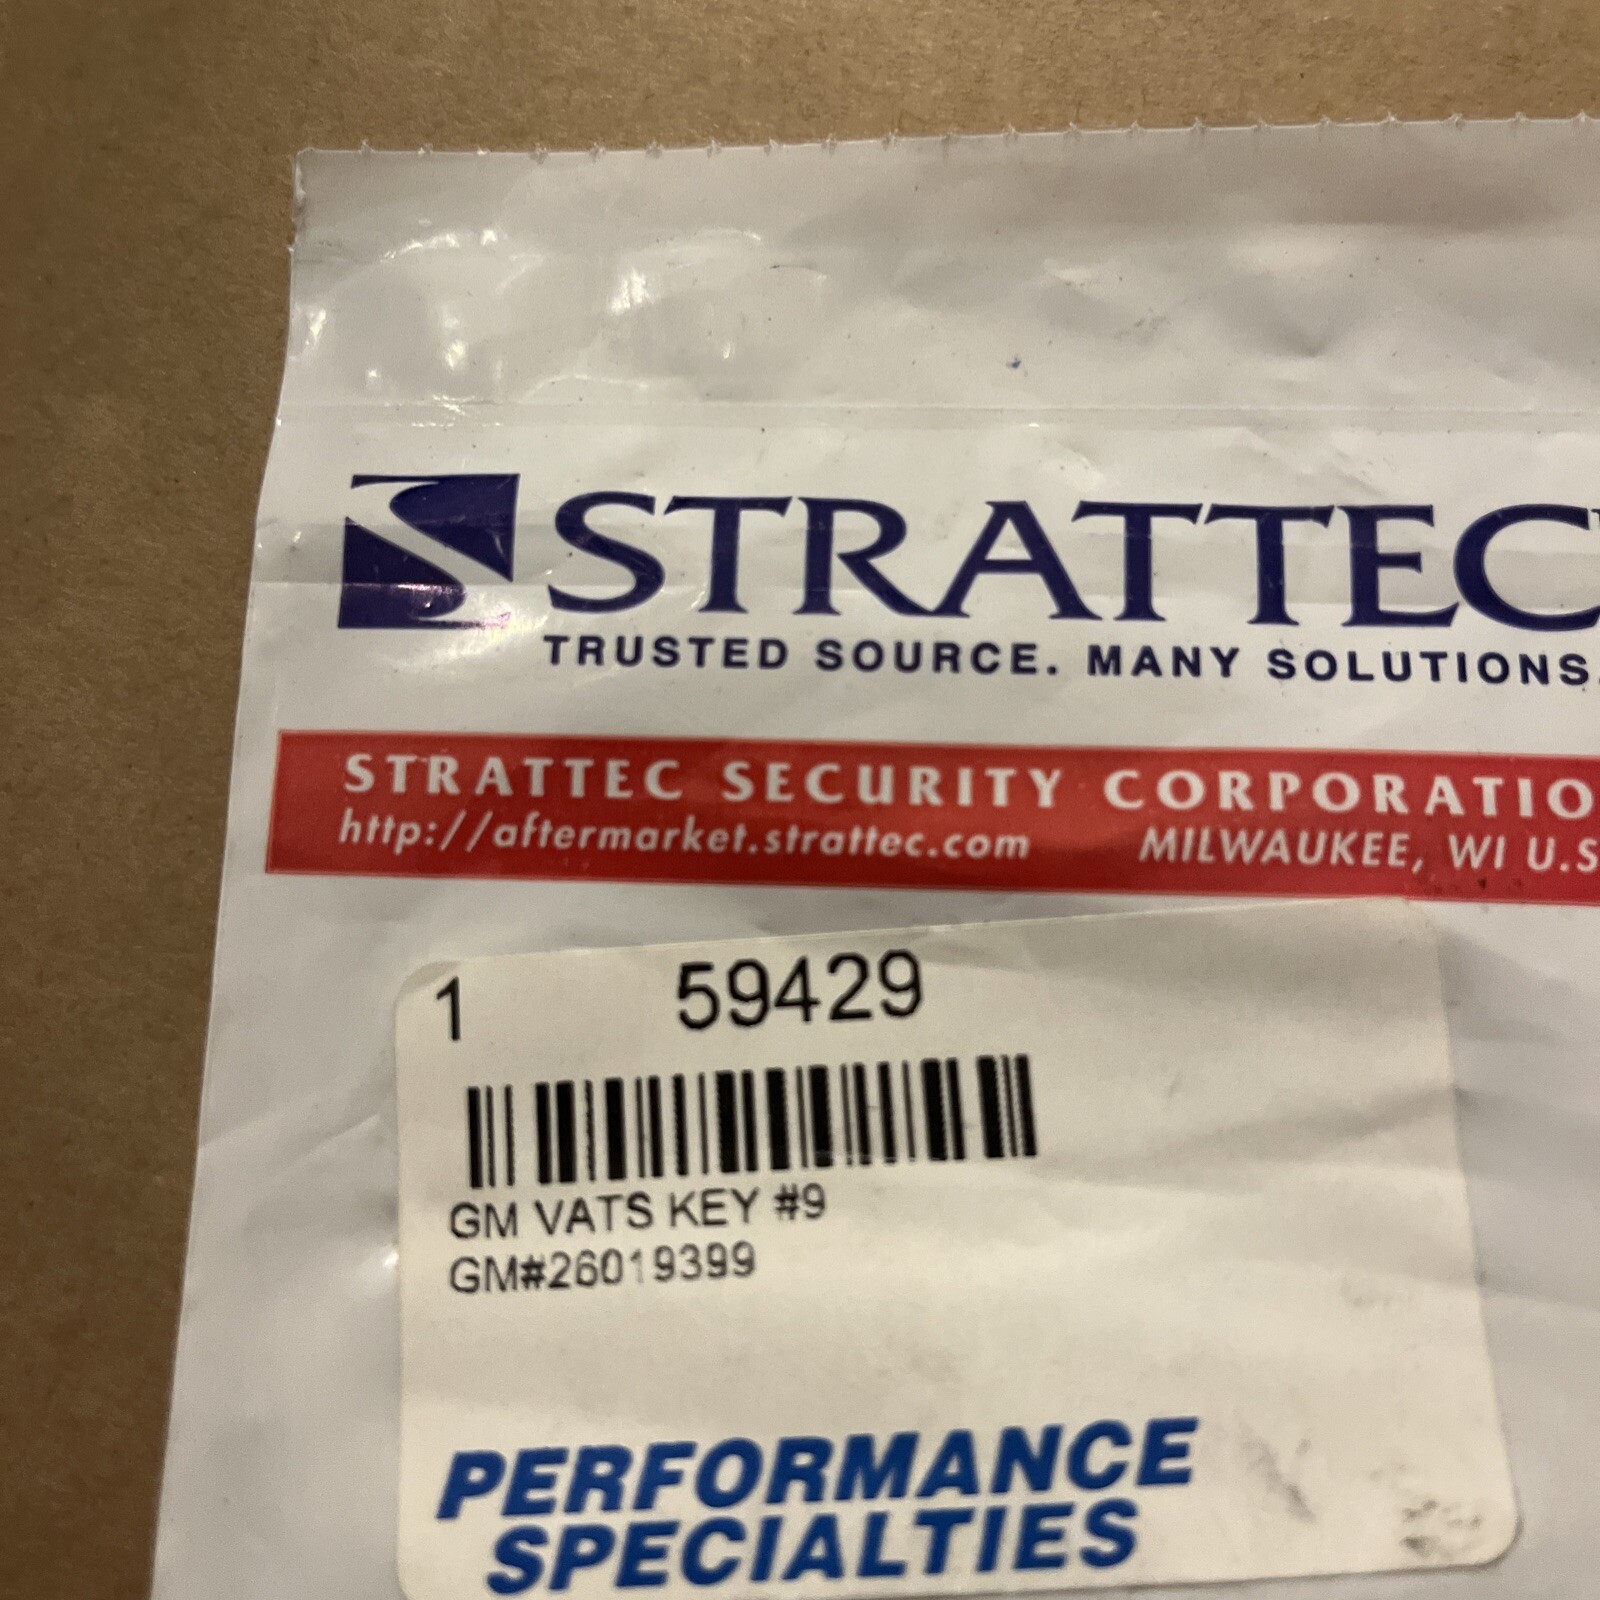 STRATTEC
TRUSTED SOURCE. MANY SOLUTIONS.
STRATTEC SECURITY CORPORATIO
http://aftermarket.strattec.com MILWAUKEE, WI U.S
1 59429
GM VATS KEY #9
GM#26019399
PERFORMANCE
SPECIALTIES